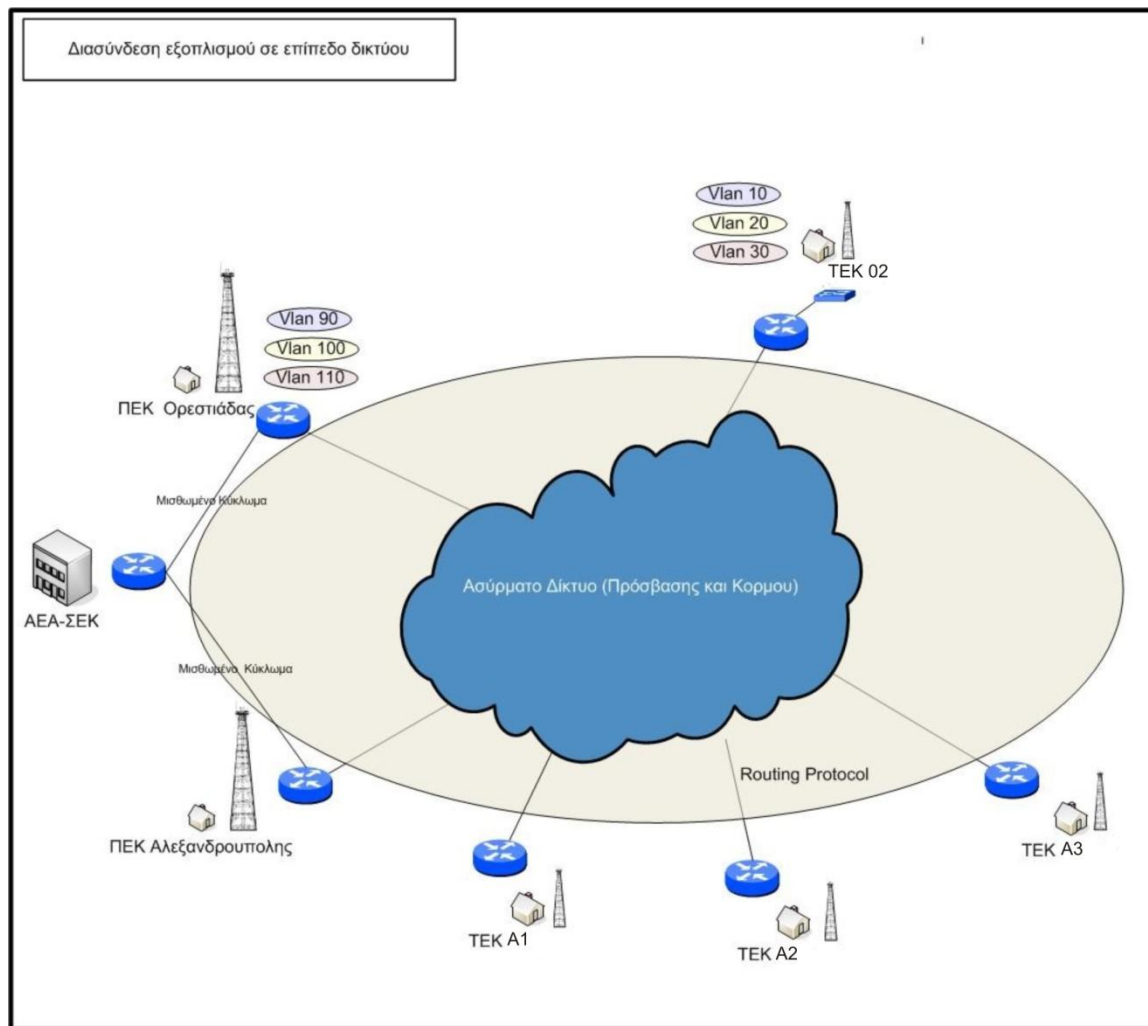 Διασύνδεση εξοπλισμού σε επίπεδο δικτύου
Vlan 10
Vlan 20
Vlan 30
ΤΕΚ 02
Vlan 90
Vlan 100
Vlan 110
ΠΕΚ Ορεστιάδας
Μισθωμένο Κύκλωμα
ΑΕΑ-ΣΕΚ
Ασύρματο Δίκτυο (Πρόσβασης και Κορμου)
Μισθωμένο Κύκλωμα
Routing Protocol
ΠΕΚ Αλεξανδρουπολης
ΤΕΚ Α3
ΤΕΚ Α1
ΤΕΚ Α2